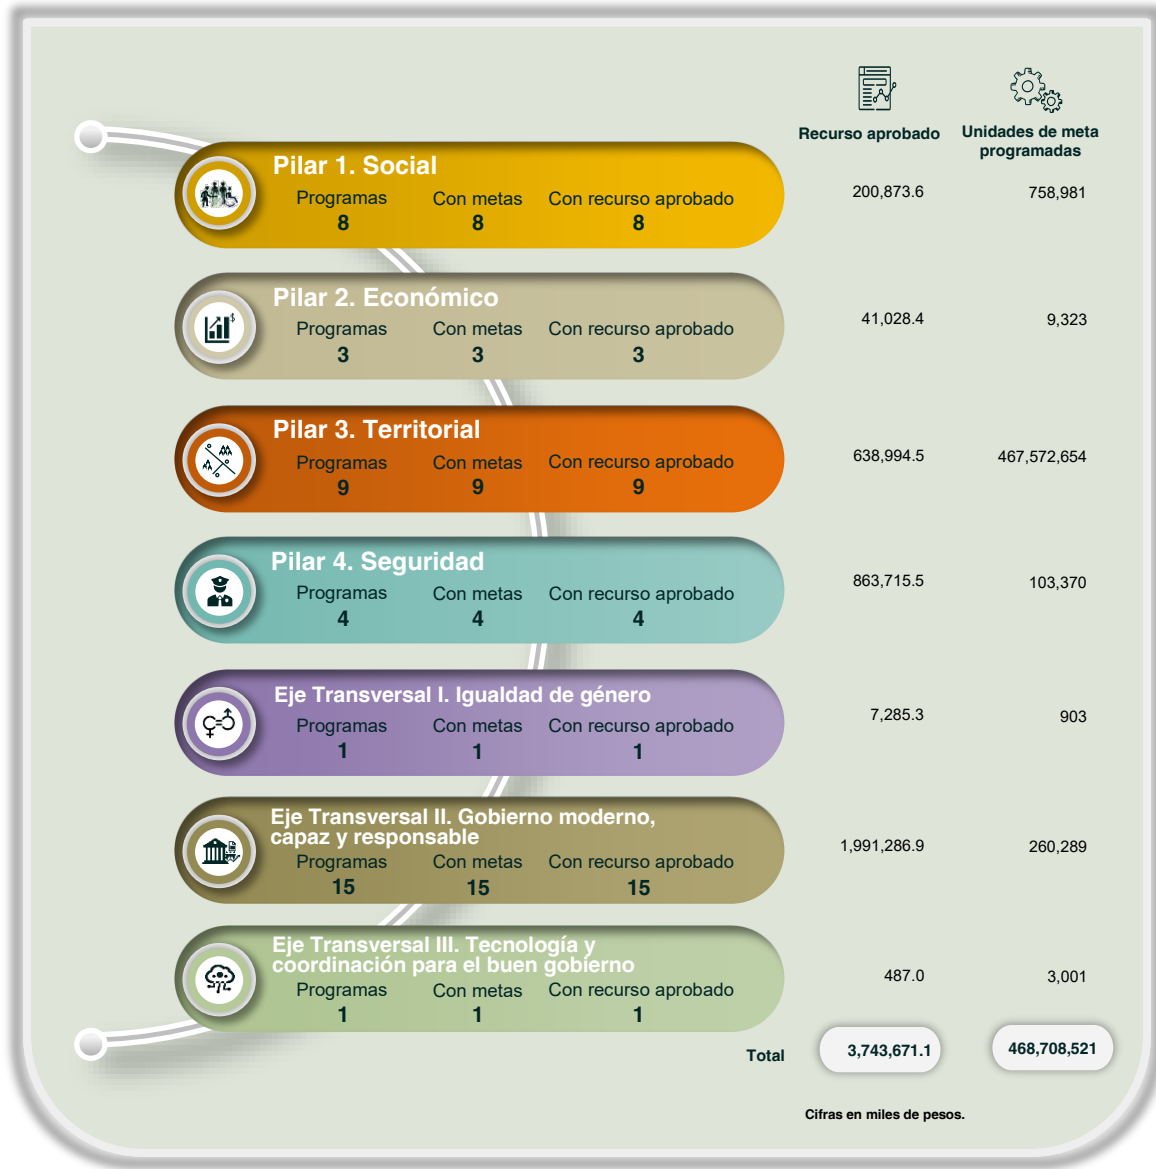 Recurso aprobado
Unidades de meta
programadas
Pilar 1. Social
Programas Con metas Con recurso aprobado
8 8 8
200,873.6 758,981
Pilar 2. Económico
Programas Con metas Con recurso aprobado
3 3 3
41,028.4 9,323
Pilar 3. Territorial
Programas Con metas Con recurso aprobado
9 9 9
638,994.5 467,572,654
Pilar 4. Seguridad
Programas Con metas Con recurso aprobado
4 4 4
863,715.5 103,370
Eje Transversal I. Igualdad de género
Programas Con metas Con recurso aprobado
1 1 1
7,285.3 903
Eje Transversal II. Gobierno moderno,
capaz y responsable
Programas Con metas Con recurso aprobado
15 15 15
1,991,286.9 260,289
Eje Transversal III. Tecnología y
coordinación para el buen gobierno
Programas Con metas Con recurso aprobado
1 1 1
487.0 3,001
Total 3,743,671.1 468,708,521
Cifras en miles de pesos.